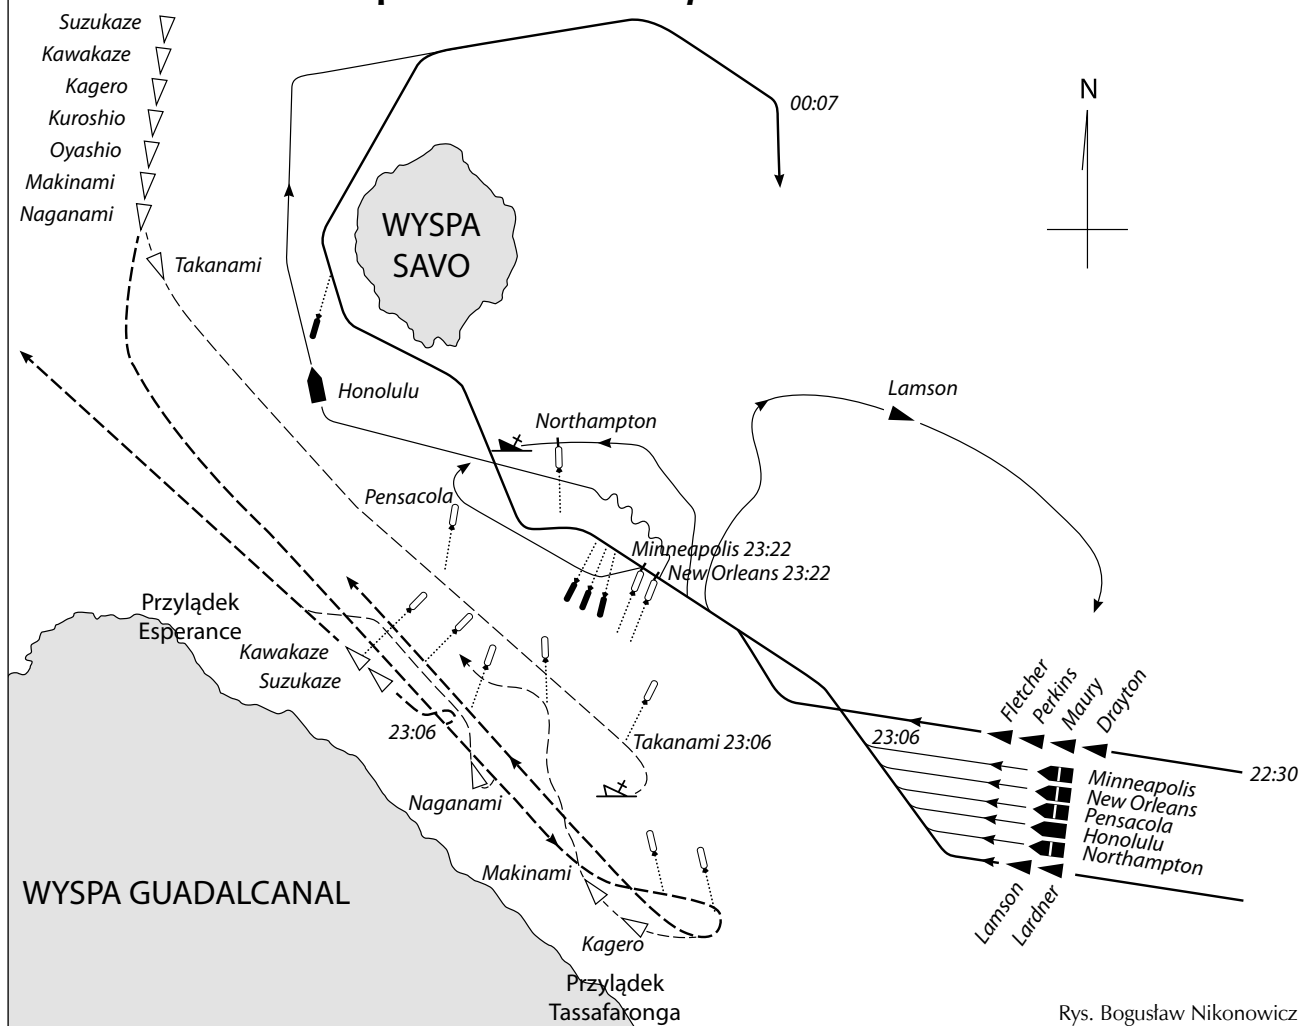 Suzukaze
Kawakaze
Kagero
Kuroshio
Oyashio
Makinami
Naganami
Takanami
00:07
N
WYSPA
SAVO
Honolulu
Lamson
Northampton
Pensacola
Minneapolis 23:22
New Orleans 23:22
Przylądek
Esperance
Kawakaze
Suzukaze
23:06
Takanami 23:06
Naganami
Makinami
Kagero
23:06
Fletcher
Perkins
Maury
Drayton
22:30
Minneapolis
New Orleans
Pensacola
Honolulu
Northampton
Lamson
Lardner
WYSPA GUADALCANAL
Przylądek
Tassafaronga
Rys. Bogusław Nikonowicz